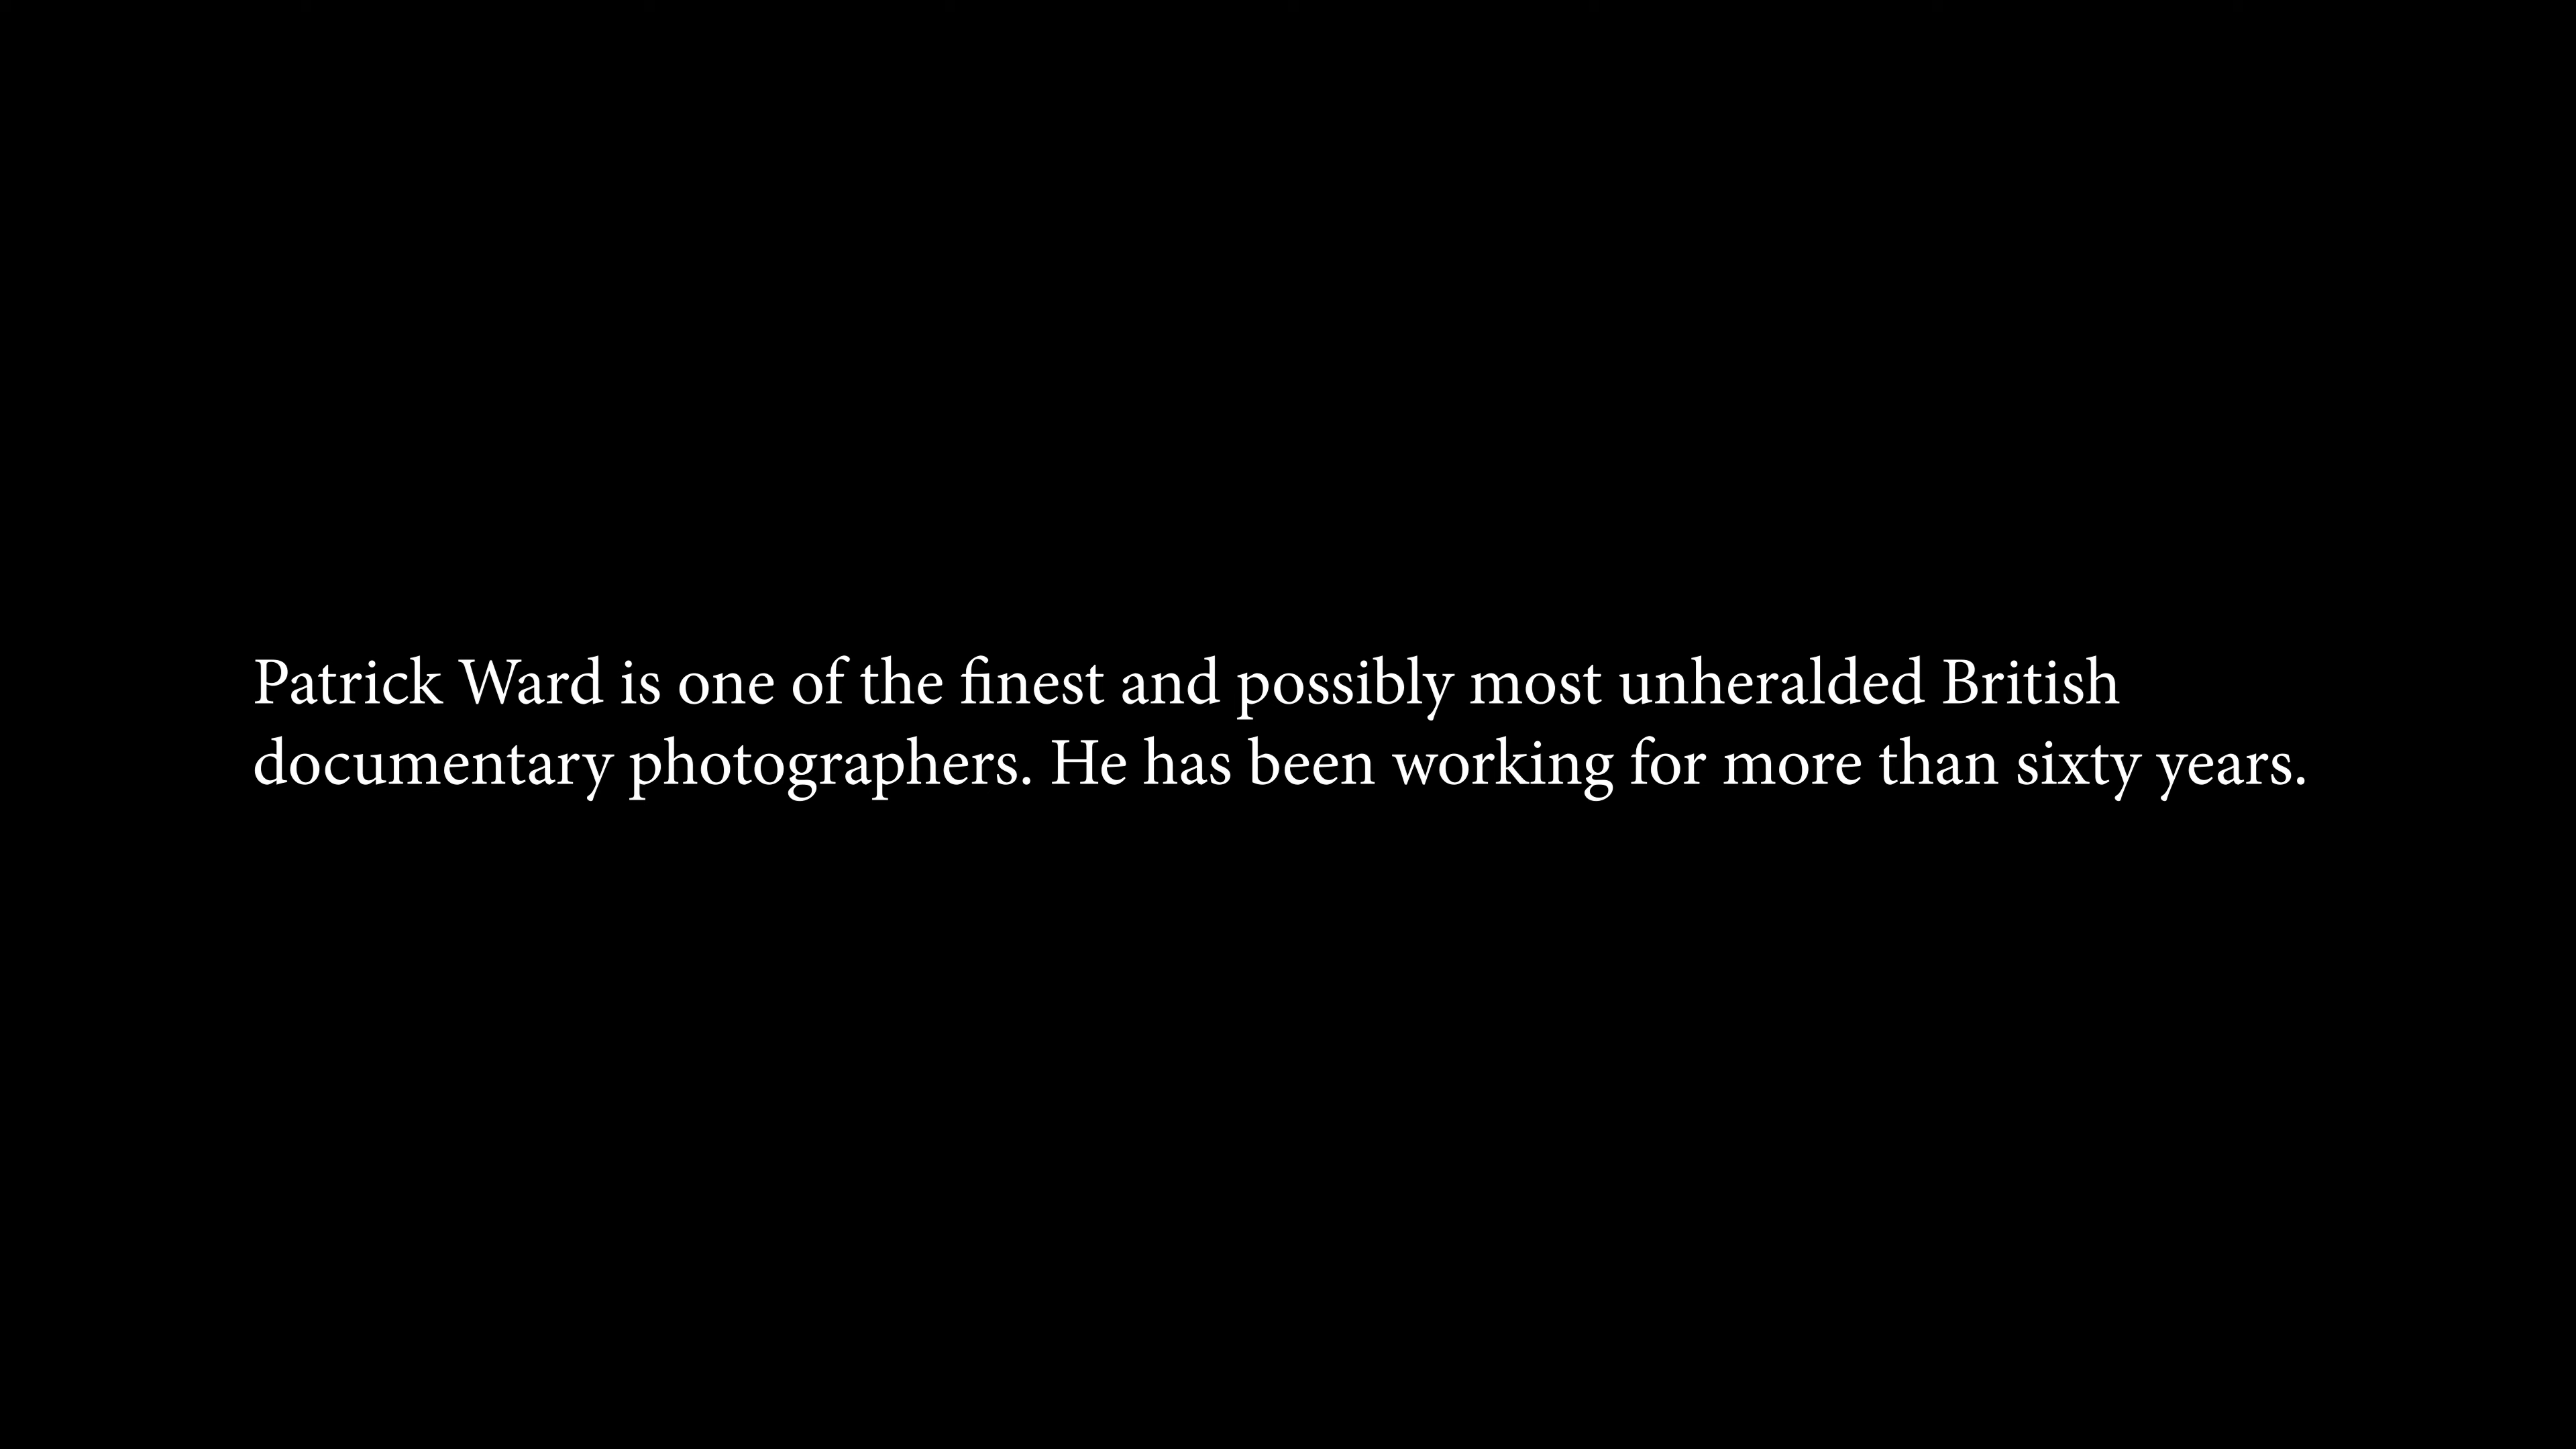 Patrick Ward is one of the finest and possibly most unheralded British
documentary photographers. He has been working for more than sixty years.